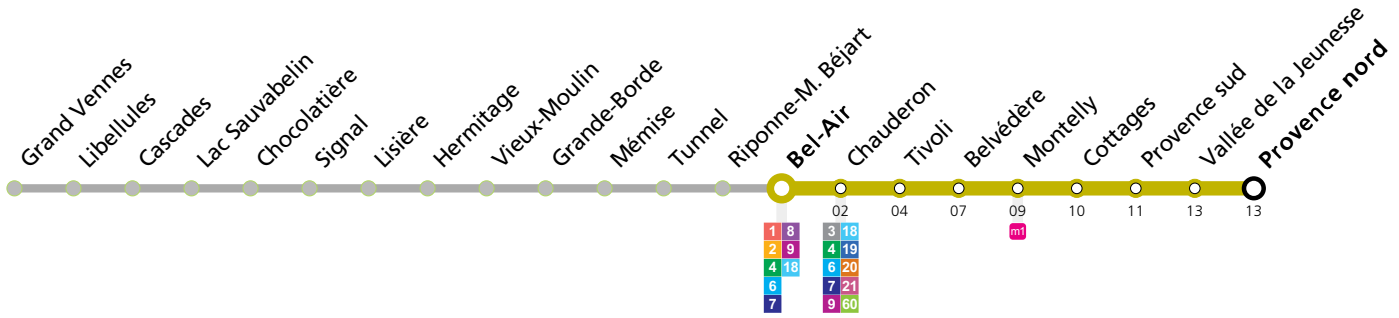 Grand Vennes
Libellules
Cascades
Lac Sauvabelin
Chocolatière
Signal
Lisière
Hermitage
Vieux-Moulin
Grande-Borde
Mémise
Tunnel
Riponne-M. Béjart
Bel-Air
Chauderon
Tivoli
Belvédère
Montelly
Cottages
Provence sud
Vallée de la Jeunesse
Provence nord
02 04 07 09 10 11 13 13
1 8 3 18 m1
2 9 4 19
4 18 6 20
6 7 21
7 9 60